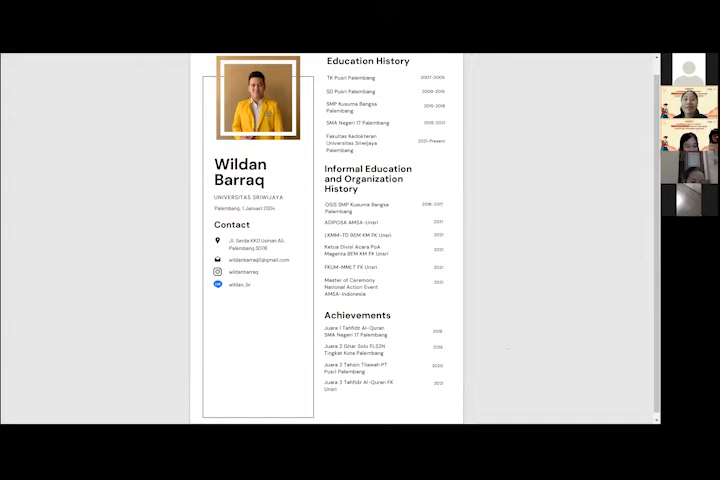 Wildan
Barraq
UNIVERSITAS SRIWIJAYA
Palembang, 1 Januari 2004
Contact
Palembang 30116
wildanbarraq0@gmail.com
wildanbarraq
wildan_br
Education History
TK Pusri Palembang
SD Pusri Palembang
2009-2015
SMP Kusuma Bangsa
Palembang
2015-2018
SMA Negeri 17 Palembang
2018-2021
Fakultas Kedokteran
Universitas Sriwijaya
Palembang
2021-Present
Informal Education
and Organization
History
OSIS SMP Kusuma Bangsa
Palembang
2016-2017
ADIPOSA AMSA-Unsri
2021
LKMM-TD BEM KM FK Unsri
2021
Ketua Divisi Acara PoA
Magenta BEM KM FK Unsri
2021
FKUM-MMLT FK Unsri
2021
Master of Ceremony
National Action Event
AMSA-Indonesia
2021
Achievements
Juara 1 Tahfidz Al-Quran
SMA Negeri 17 Palembang
Juara 2 Gitar Solo FLS2N
Tingkat Kota Palembang
2019
Juara 2 Tahsin Tilawah PT
Pusri Palembang
2020
Juara 3 Tahfidz Al-Quran FK
Unsri
2021